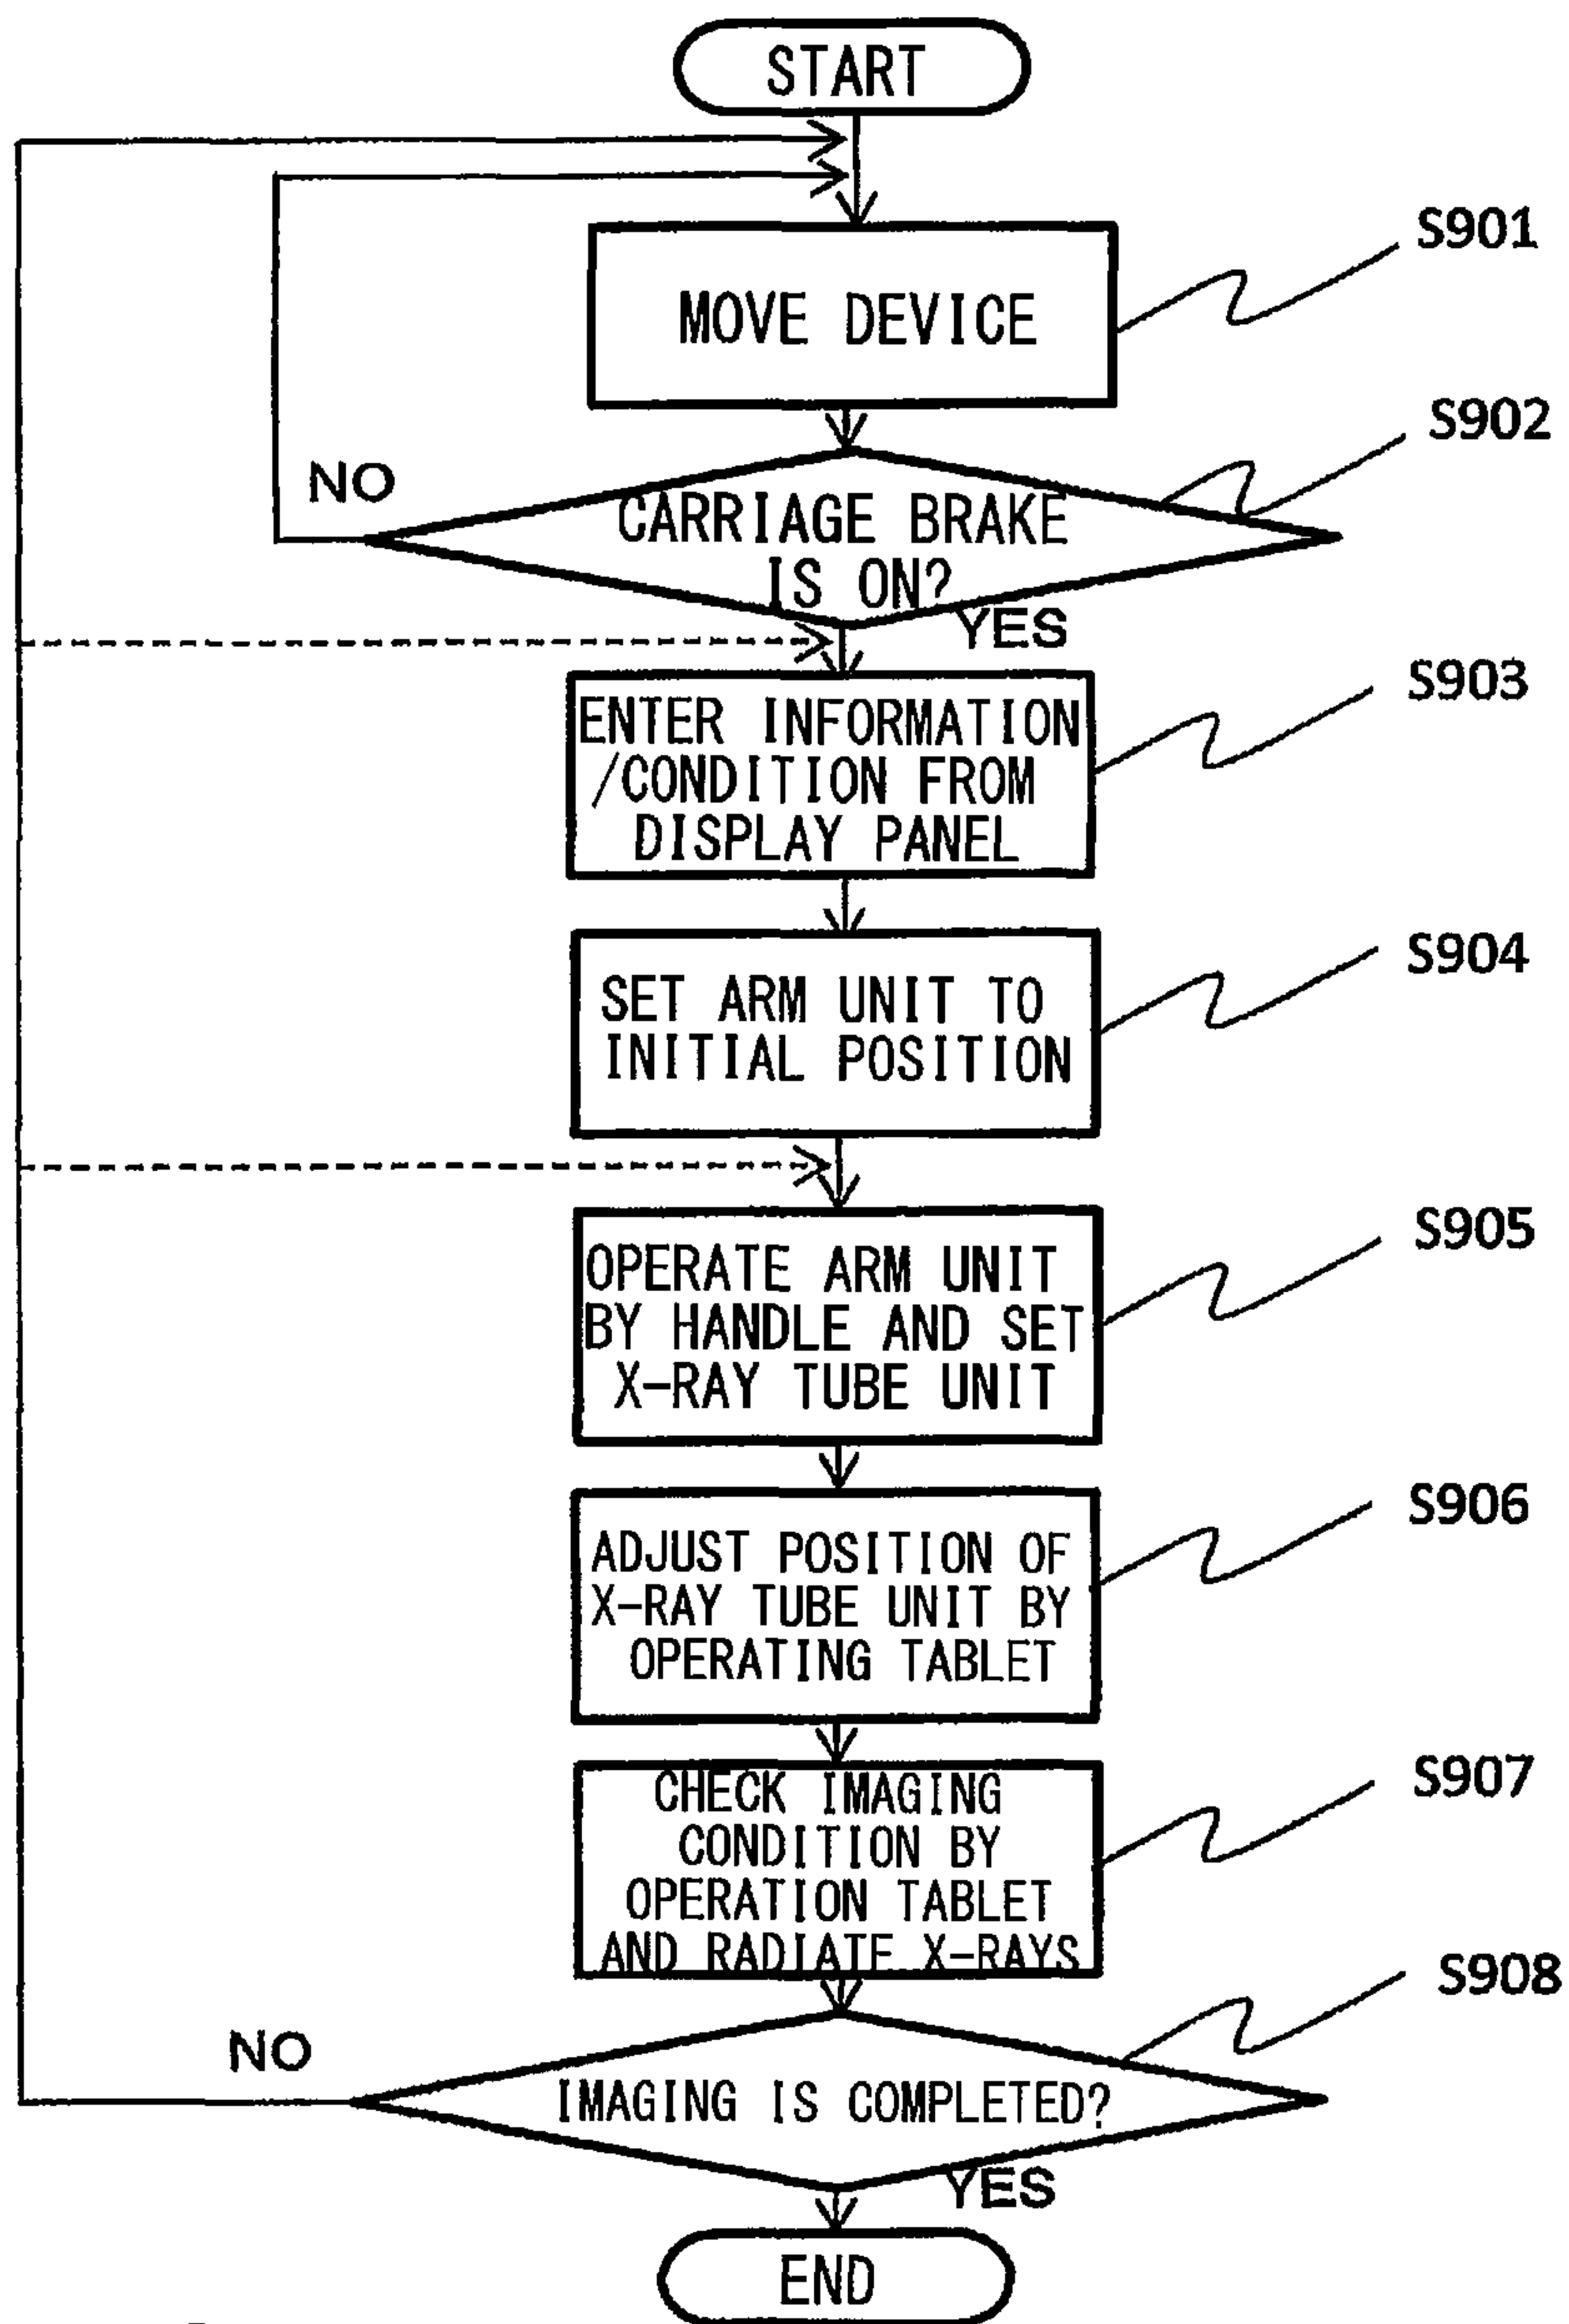 START
S901
MOVE DEVICE
S902
NO
CARRIAGE BRAKE
IS ON?
YES
S903
ENTER INFORMATION
/CONDITION FROM
DISPLAY PANEL
S904
SET ARM UNIT TO
INITIAL POSITION
S905
OPERATE ARM UNIT
BY HANDLE AND SET
X-RAY TUBE UNIT
S906
ADJUST POSITION OF
X-RAY TUBE UNIT BY
OPERATING TABLET
S907
CHECK IMAGING
CONDITION BY
OPERATION TABLET
AND RADIATE X-RAYS
S908
NO
IMAGING IS COMPLETED?
YES
END